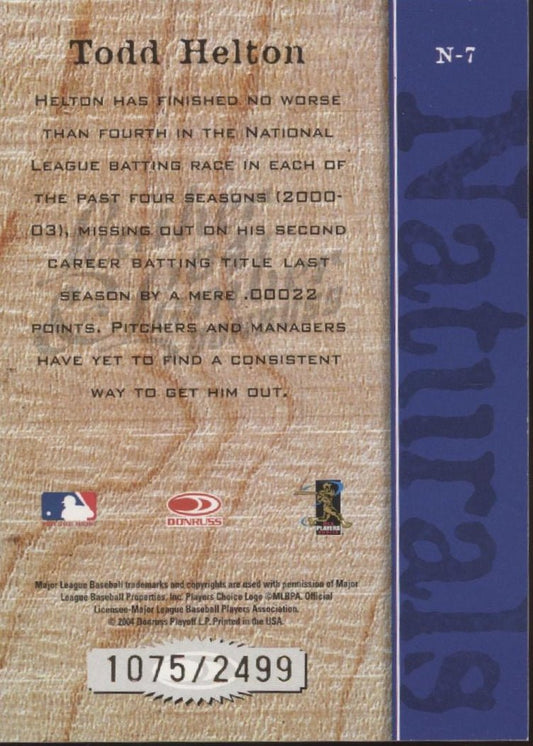 Todd Helton
N-7
HELTON HAS FINISHED NO WORSE
THAN FOURTH IN THE NATIONAL
LEAGUE BATTING RACE IN EACH OF
THE PAST FOUR SEASONS (2000-
03), MISSING OUT ON HIS SECOND
CAREER BATTING TITLE LAST
SEASON BY A MERE .00022
POINTS. PITCHERS AND MANAGERS
HAVE YET TO FIND A CONSISTENT
WAY TO GET HIM OUT.
Naturals
DONRUSS
PLAYERS
Major League Baseball trademarks and copyrights are used with permission of Major
League Baseball Properties, Inc. Players Choice Logo ©MLBPA. Official
Licensee-Major League Baseball Players Association.
© 2004 Donruss Playoff L.P. Printed in the USA.
1075/2499